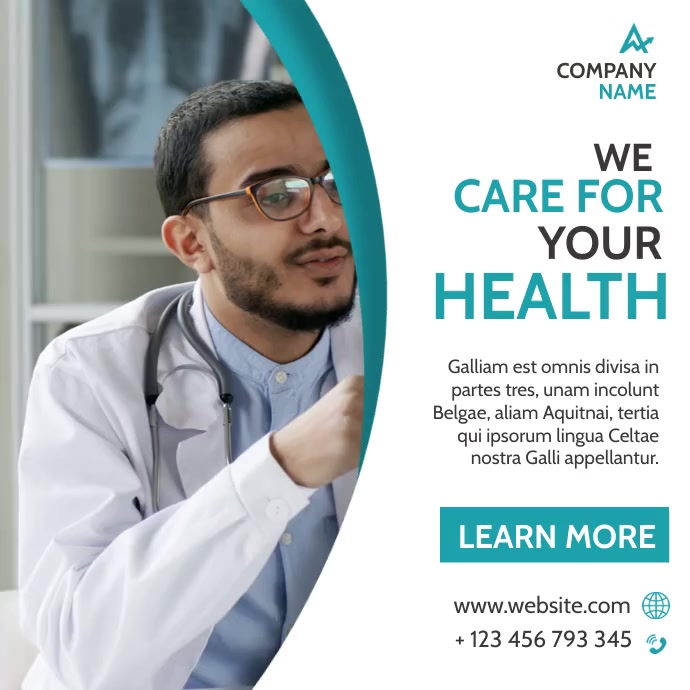 COMPANY
NAME
WE
CARE FOR
YOUR
HEALTH
Galliam est omnis divisa in
partes tres, unam incolunt
Belgae, aliam Aquitnai, tertia
qui ipsorum lingua Celtae
nostra Galli appellantur.
LEARN MORE
www.website.com
+ 123 456 793 345